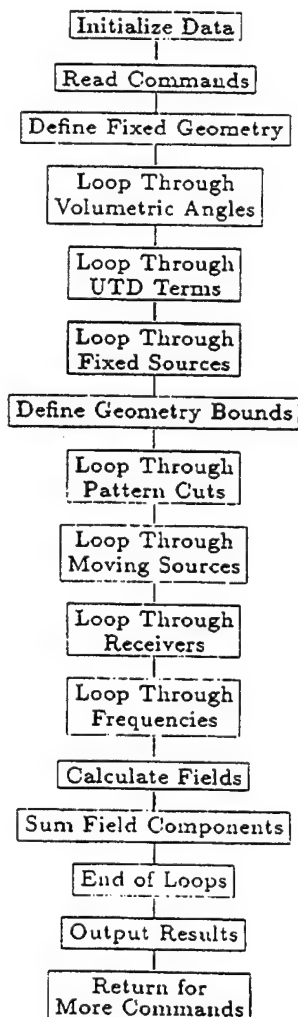 Initialize Data
Read Commands
Define Fixed Geometry
Loop Through
Volumetric Angles
Loop Through
UTD Terms
Loop Through
Fixed Sources
Define Geometry Bounds
Loop Through
Pattern Cuts
Loop Through
Moving Sources
Loop Through
Receivers
Loop Through
Frequencies
Calculate Fields
Sum Field Components
End of Loops
Output Results
Return for
More Commands